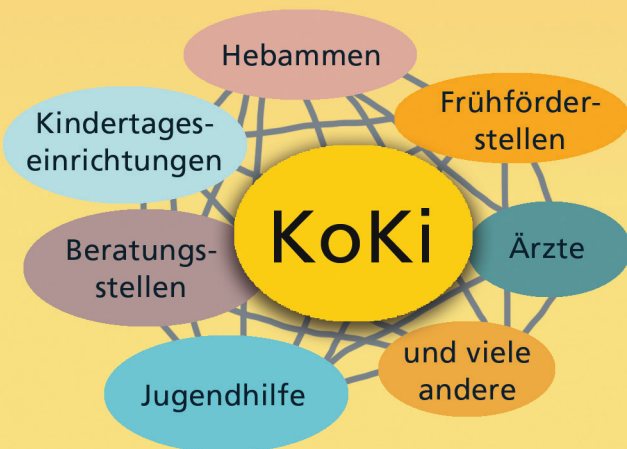 Hebammen
Frühförder-
stellen
Kindertages-
einrichtungen
KoKi
Beratungs-
stellen
Ärzte
und viele
andere
Jugendhilfe